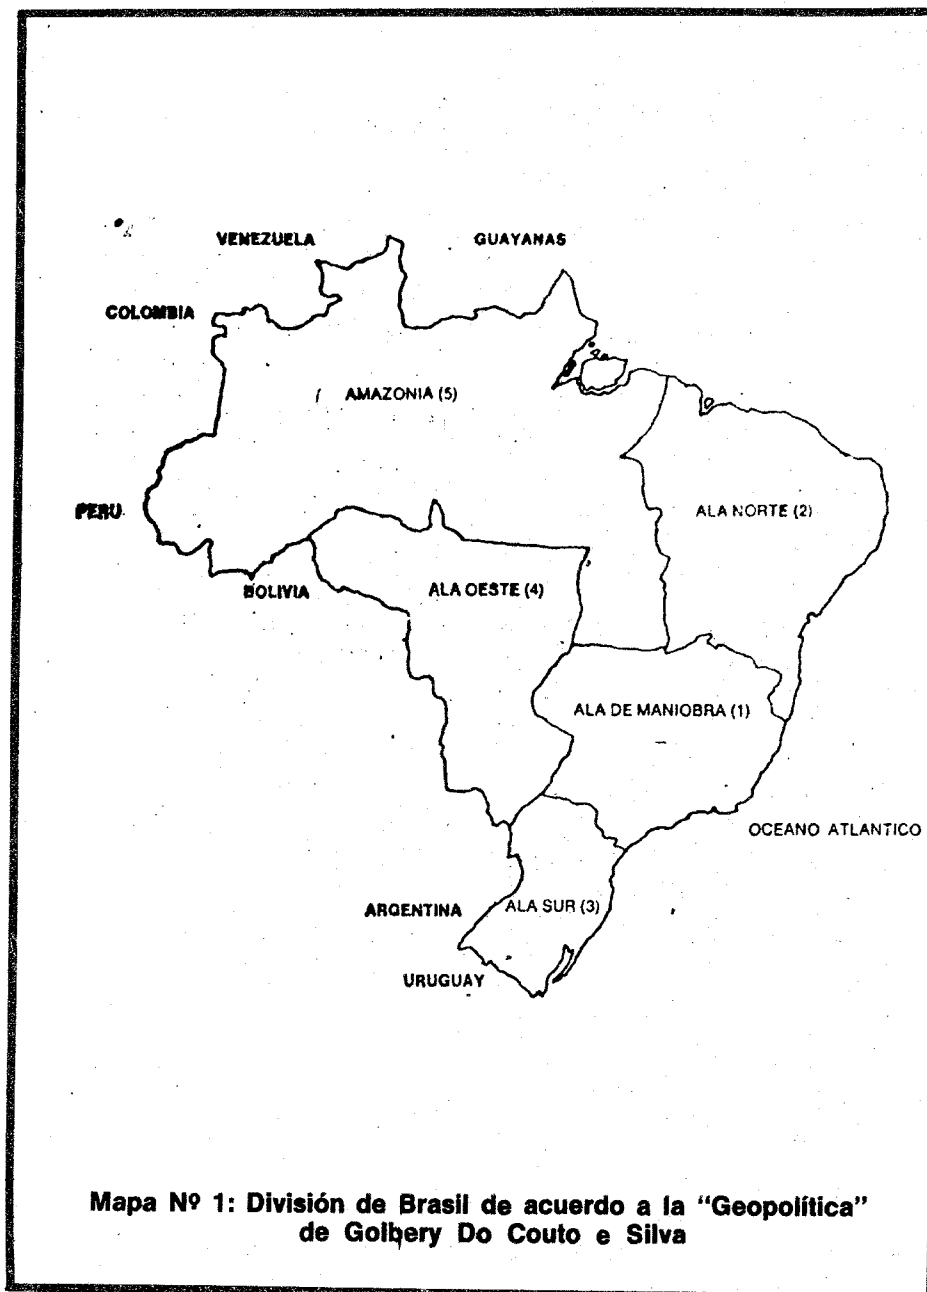 VENEZUELA
GUAYANAS
COLOMBIA
AMAZONIA (5)
PERU
ALA NORTE (2)
BOLIVIA
ALA OESTE (4)
ALA DE MANIOBRA (1)
OCEANO ATLANTICO
ARGENTINA
ALA SUR (3)
URUGUAY
Mapa Nº 1: División de Brasil de acuerdo a la “Geopolítica”
de Golbery Do Couto e Silva